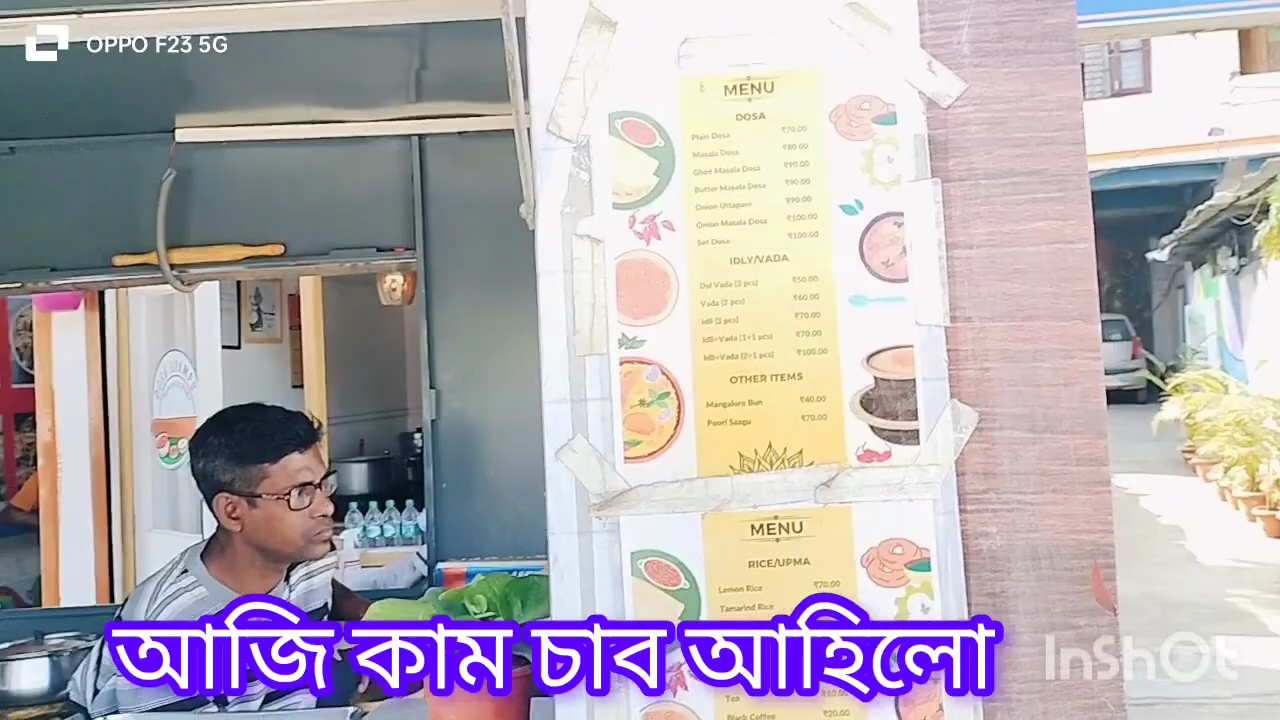 OPPO F23 5G
MENU
DOSA
Plain Dosa ₹70.00
Masala Dosa ₹80.00
Ghee Masala Dosa ₹90.00
Butter Masala Dosa ₹90.00
Onion Uttapam ₹90.00
Onion Masala Dosa ₹100.00
Set Dosa ₹100.00
IDLY/VADA
Dal Vada (3 pcs) ₹50.00
Vada (2 pcs) ₹60.00
Idli (2 pcs) ₹70.00
Idli+Vada (1+1 pcs) ₹70.00
Idli+Vada (2+1 pcs) ₹100.00
OTHER ITEMS
Mangalore Bun ₹40.00
Poori Saagu ₹70.00
MENU
RICE/UPMA
Lemon Rice ₹70.00
Tamarind Rice
আজি কাম চাব আহিলো
InShOt
Tea ₹10.00
Black Coffee ₹20.00